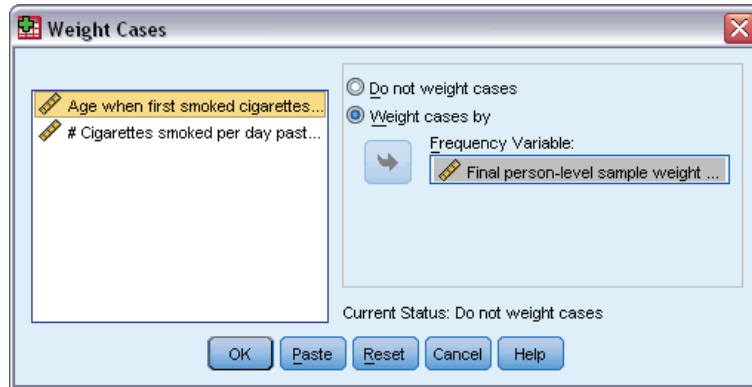 Weight Cases
Age when first smoked cigarettes...
# Cigarettes smoked per day past...
Do not weight cases
Weight cases by
Frequency Variable:
Final person-level sample weight ...
Current Status: Do not weight cases
OK Paste Reset Cancel Help